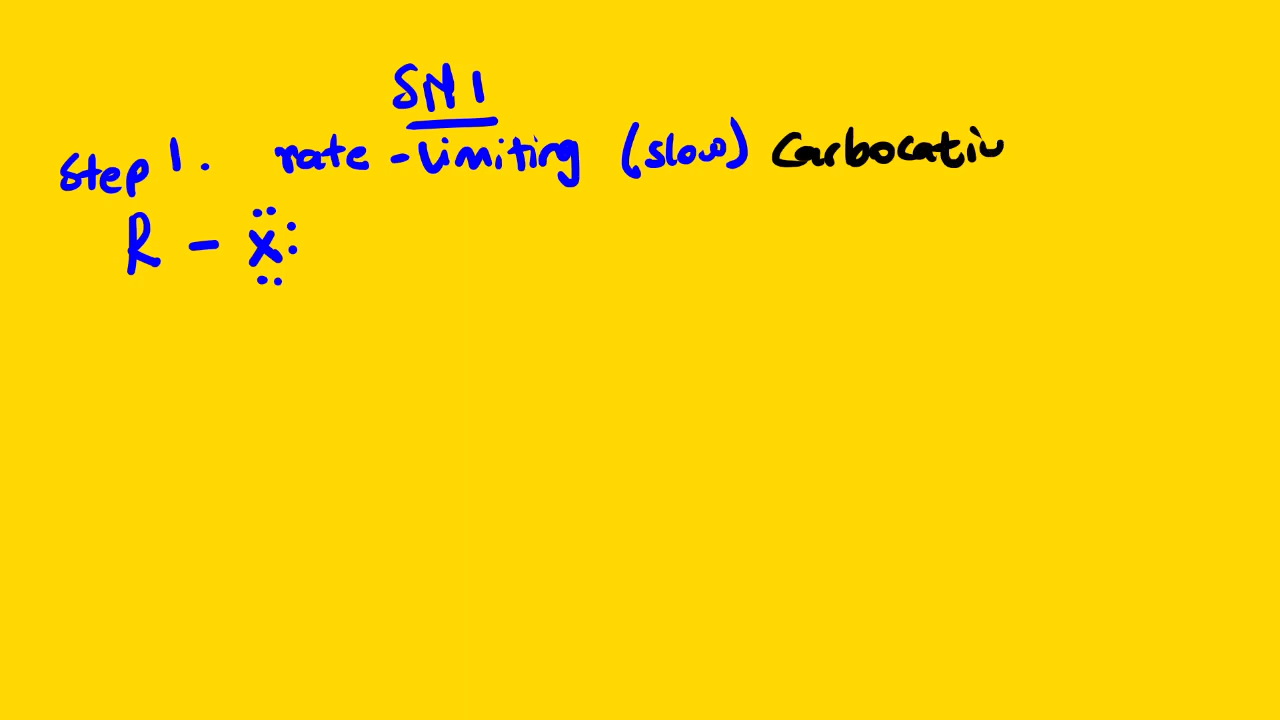 SN1
Step 1. rate-limiting (slow) Carbocatio
R - X